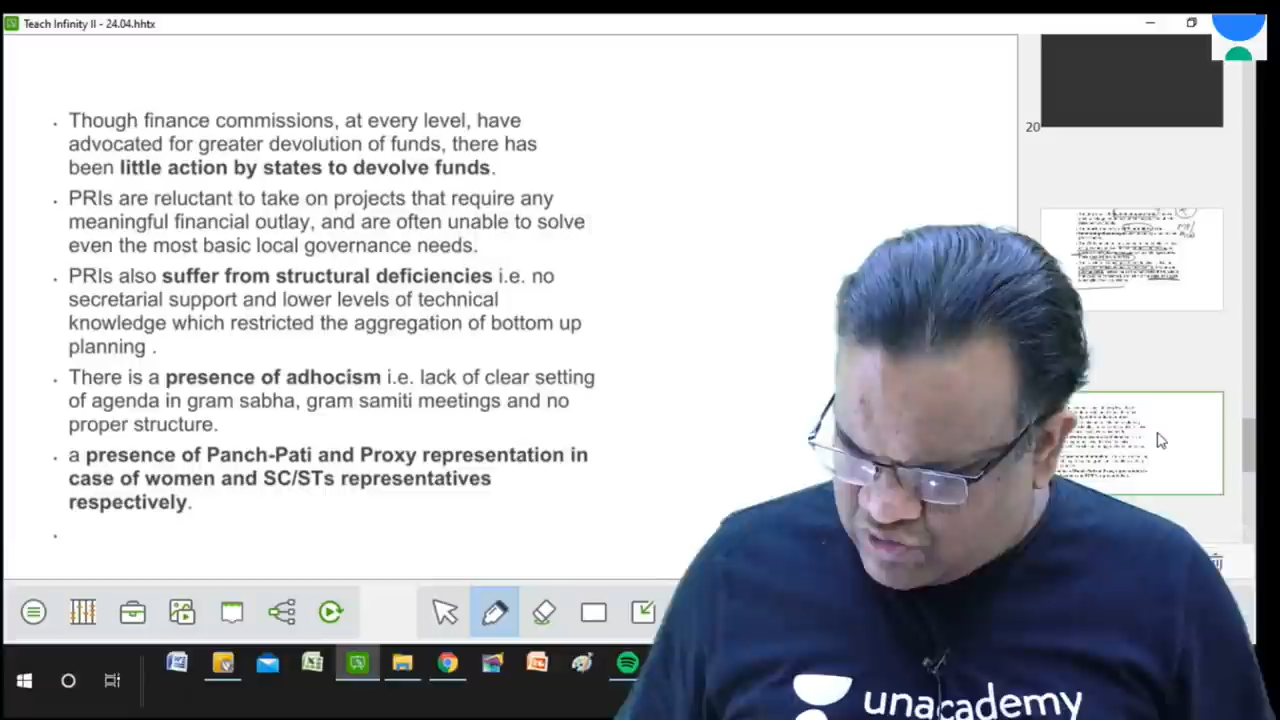 Teach Infinity II - 24.04.hhtx
. Though finance commissions, at every level, have
advocated for greater devolution of funds, there has
been little action by states to devolve funds.
. PRIs are reluctant to take on projects that require any
meaningful financial outlay, and are often unable to solve
even the most basic local governance needs.
. PRIs also suffer from structural deficiencies i.e. no
secretarial support and lower levels of technical
knowledge which restricted the aggregation of bottom up
planning .
. There is a presence of adhocism i.e. lack of clear setting
of agenda in gram sabha, gram samiti meetings and no
proper structure.
. a presence of Panch-Pati and Proxy representation in
case of women and SC/STs representatives
respectively.
.
20
unacademy